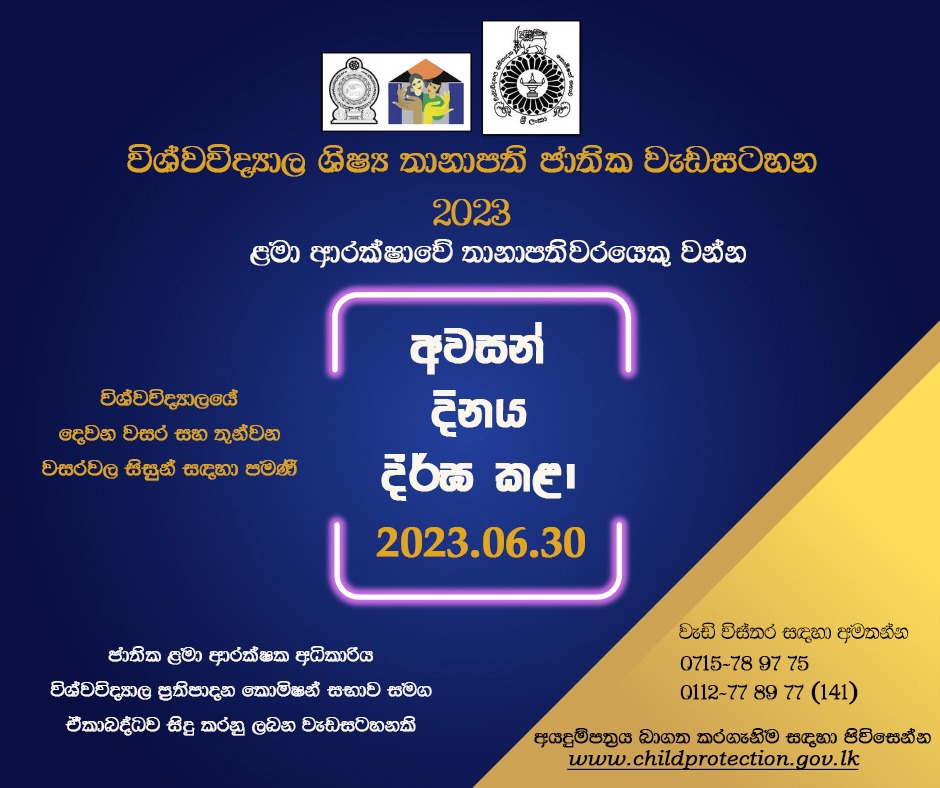 විශ්වවිද්‍යාල ශිෂ්‍ය තානාපති ජාතික වැඩසටහන
2023
ළමා ආරක්ෂාවේ තානාපතිවරයෙකු වන්න
අවසන්
දිනය
දීර්ඝ කළා
2023.06.30
විශ්වවිද්‍යාලයේ
දෙවන වසර සහ තුන්වන
වසරවල සිසුන් සඳහා පමණී
ජාතික ළමා ආරක්ෂක අධිකාරිය
විශ්වවිද්‍යාල ප්‍රතිපාදන කොමිෂන් සභාව සමග
ඒකාබද්ධව සිදු කරනු ලබන වැඩසටහනකි
වැඩි විස්තර සඳහා අමතන්න
0715-78 97 75
0112-77 89 77 (141)
අයදුම්පත්‍රය බාගත කරගැනීම සඳහා පිවිසෙන්න
www.childprotection.gov.lk